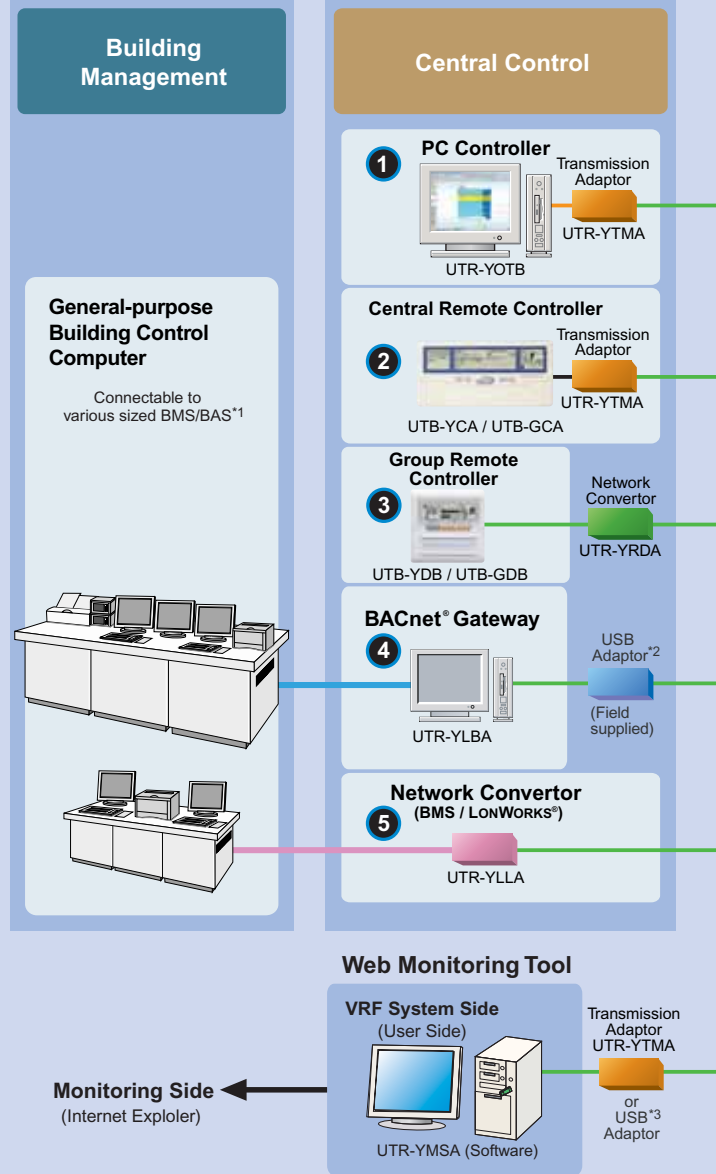 Building
Management
Central Control
1
PC Controller
Transmission
Adaptor
UTR-YTMA
UTR-YOTB
General-purpose
Building Control
Computer
Connectable to
various sized BMS/BAS*1
Central Remote Controller
2
Transmission
Adaptor
UTR-YTMA
UTB-YCA / UTB-GCA
Group Remote
Controller
3
Network
Convertor
UTR-YRDA
UTB-YDB / UTB-GDB
BACnet® Gateway
4
USB
Adaptor*2
(Field
supplied)
UTR-YLBA
Network Convertor
(BMS / LONWORKS®)
5
UTR-YLLA
Web Monitoring Tool
VRF System Side
(User Side)
Transmission
Adaptor
UTR-YTMA
or
USB*3
Adaptor
UTR-YMSA (Software)
Monitoring Side
(Internet Exploler)